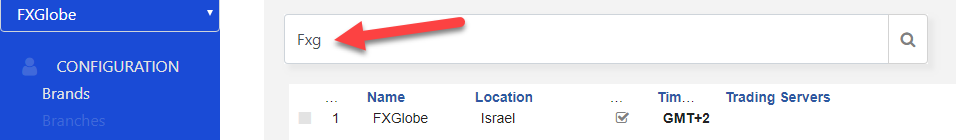 FXGlobe
Fxg
CONFIGURATION
Brands
Branches
... Name Location ... Tim... Trading Servers
1 FXGlobe Israel GMT+2